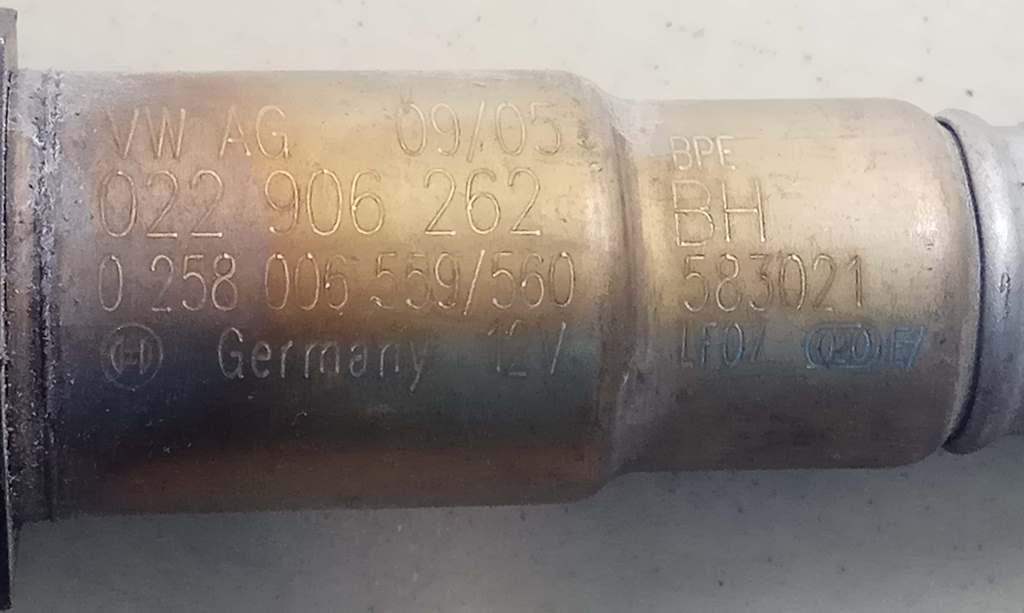 VW AG 09/05
022 906 262
0 258 006 559/560
Germany 12V
BPE
BH
583021